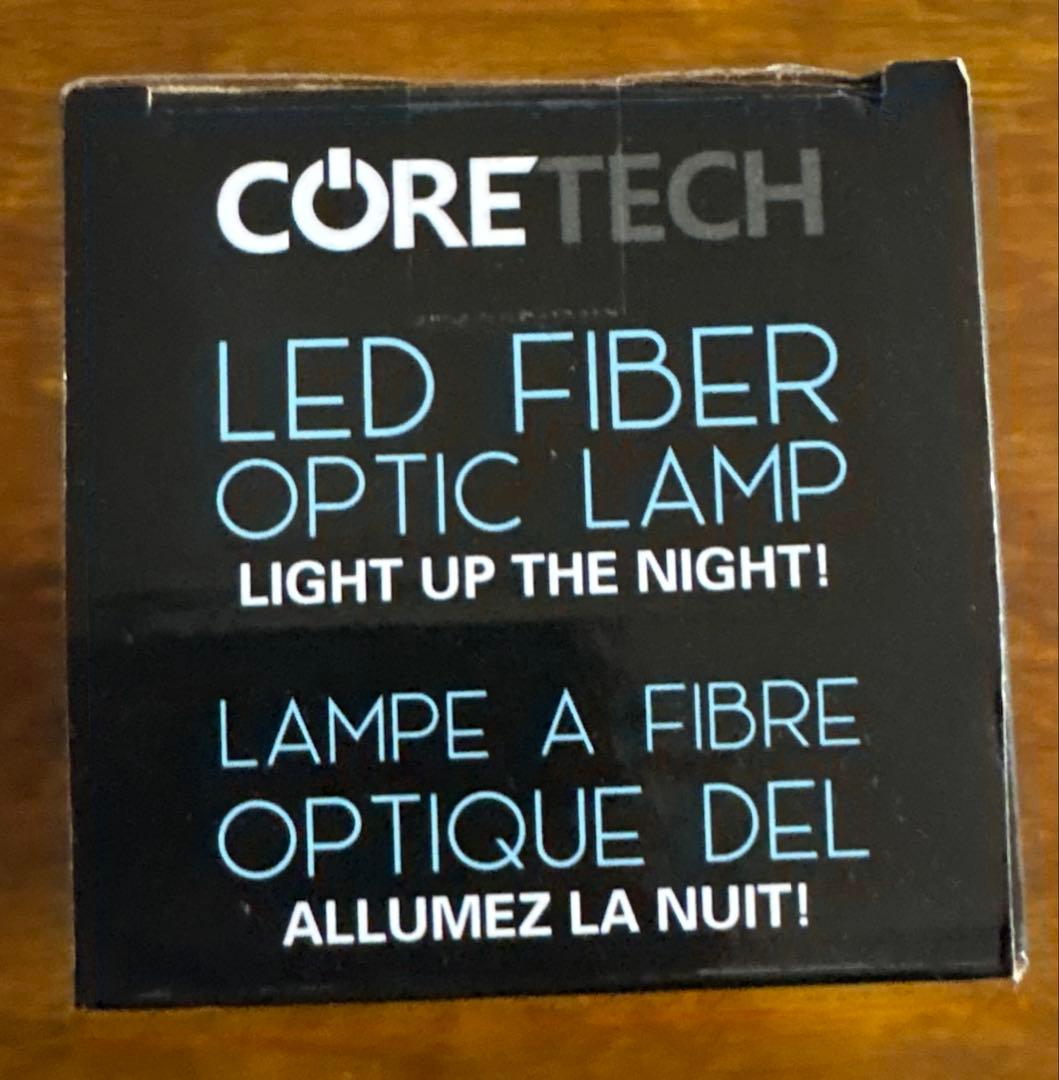 CORETECH
LED FIBER
OPTIC LAMP
LIGHT UP THE NIGHT!
LAMPE A FIBRE
OPTIQUE DEL
ALLUMEZ LA NUIT!